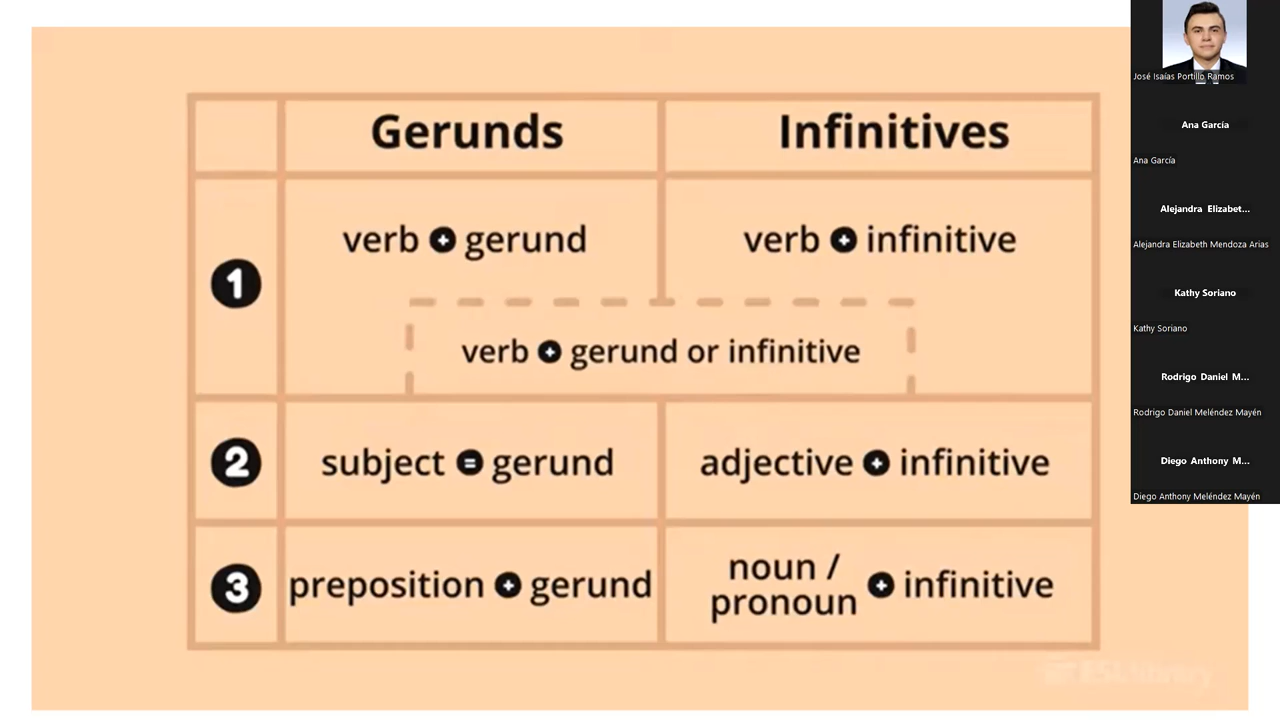 Gerunds
Infinitives
1
verb + gerund
verb + infinitive
verb + gerund or infinitive
2
subject = gerund
adjective + infinitive
3
preposition + gerund
noun /
pronoun + infinitive
José Isaías Portillo Ramos
Ana García
Ana García
Alejandra Elizabet...
Alejandra Elizabeth Mendoza Arias
Kathy Soriano
Kathy Soriano
Rodrigo Daniel M...
Rodrigo Daniel Meléndez Mayén
Diego Anthony M...
Diego Anthony Meléndez Mayén